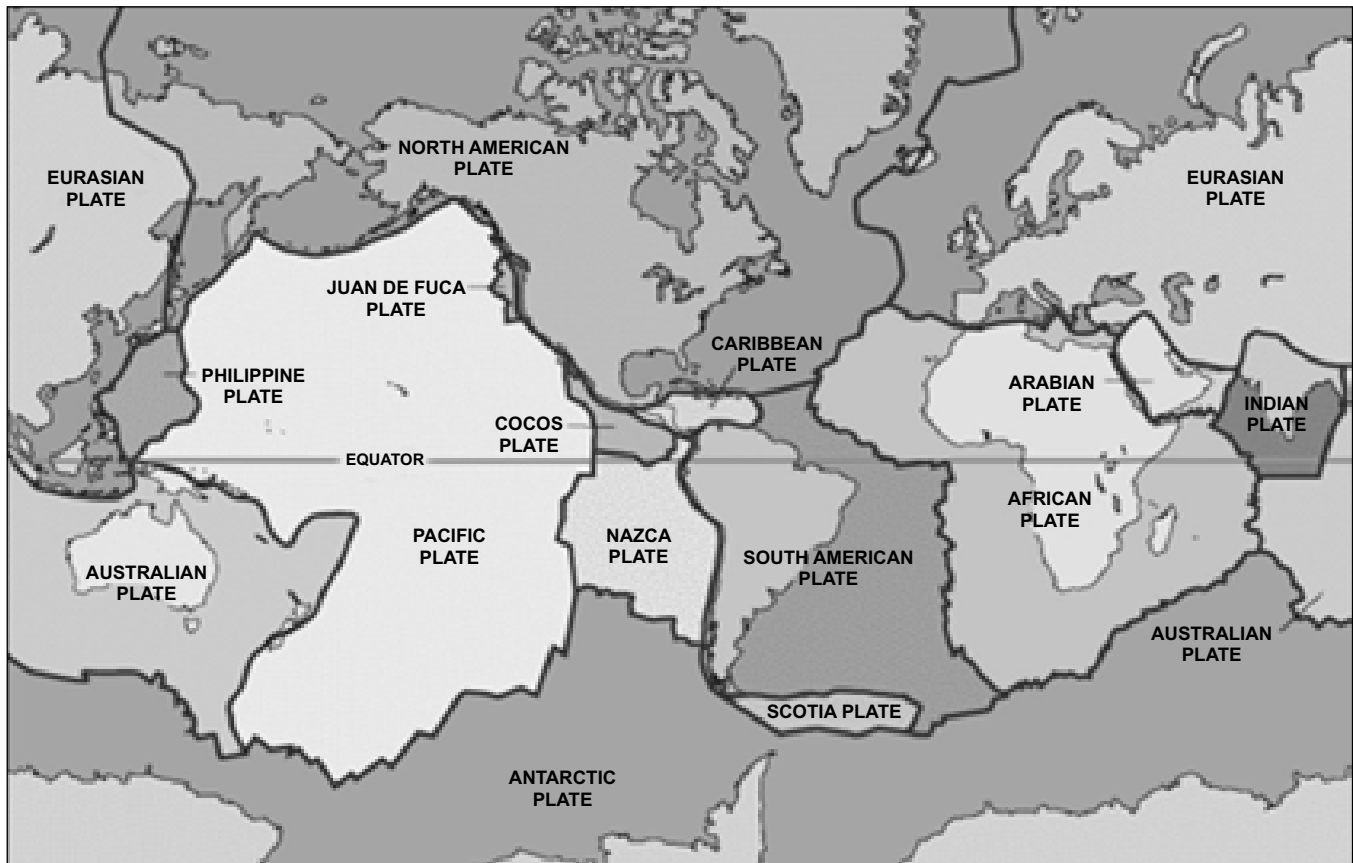 NORTH AMERICAN
PLATE
EURASIAN
PLATE
EURASIAN
PLATE
JUAN DE FUCA
PLATE
CARIBBEAN
PLATE
PHILIPPINE
PLATE
ARABIAN
PLATE
INDIAN
PLATE
COCOS
PLATE
EQUATOR
AFRICAN
PLATE
PACIFIC
PLATE
NAZCA
PLATE
SOUTH AMERICAN
PLATE
AUSTRALIAN
PLATE
AUSTRALIAN
PLATE
SCOTIA PLATE
ANTARCTIC
PLATE